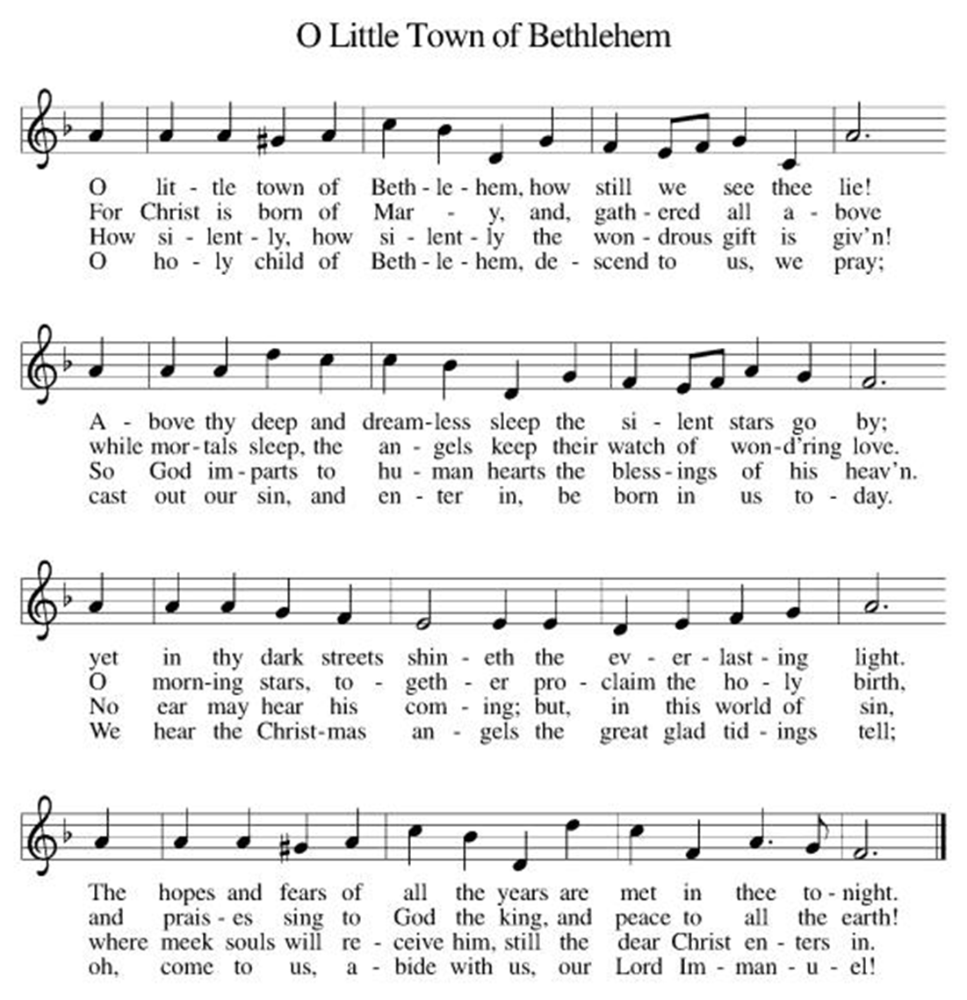 O Little Town of Bethlehem
O lit - tle town of Beth - le - hem, how still we see thee lie!
For Christ is born of Mar - y, and, gath - ered all a - bove
How si - lent - ly, how si - lent - ly the won - drous gift is giv'n!
O ho - ly child of Beth - le - hem, de - scend to us, we pray;
A - bove thy deep and dream-less sleep the si - lent stars go by;
while mor - tals sleep, the an - gels keep their watch of won-d'ring love.
So God im - parts to hu - man hearts the bless - ings of his heav'n.
cast out our sin, and en - ter in, be born in us to - day.
yet in thy dark streets shin - eth the ev - er - last - ing light.
O morn-ing stars, to - geth - er pro - claim the ho - ly birth,
No ear may hear his com - ing; but, in this world of sin,
We hear the Christ-mas an - gels the great glad tid - ings tell;
The hopes and fears of all the years are met in thee to - night.
and prais - es sing to God the king, and peace to all the earth!
where meek souls will re - ceive him, still the dear Christ en - ters in.
oh, come to us, a - bide with us, our Lord Im - man - u - el!